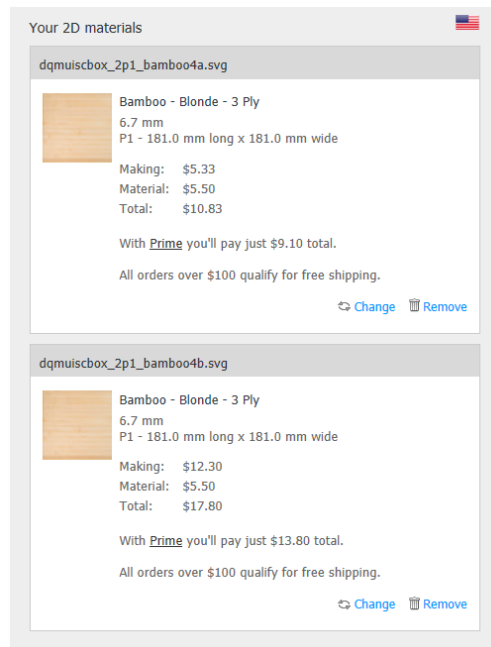 Your 2D materials
dqmuiscbox_2p1_bamboo4a.svg
Bamboo - Blonde - 3 Ply
6.7 mm
P1 - 181.0 mm long x 181.0 mm wide
Making: $5.33
Material: $5.50
Total: $10.83
With Prime you'll pay just $9.10 total.
All orders over $100 qualify for free shipping.
Change Remove
dqmuiscbox_2p1_bamboo4b.svg
Bamboo - Blonde - 3 Ply
6.7 mm
P1 - 181.0 mm long x 181.0 mm wide
Making: $12.30
Material: $5.50
Total: $17.80
With Prime you'll pay just $13.80 total.
All orders over $100 qualify for free shipping.
Change Remove